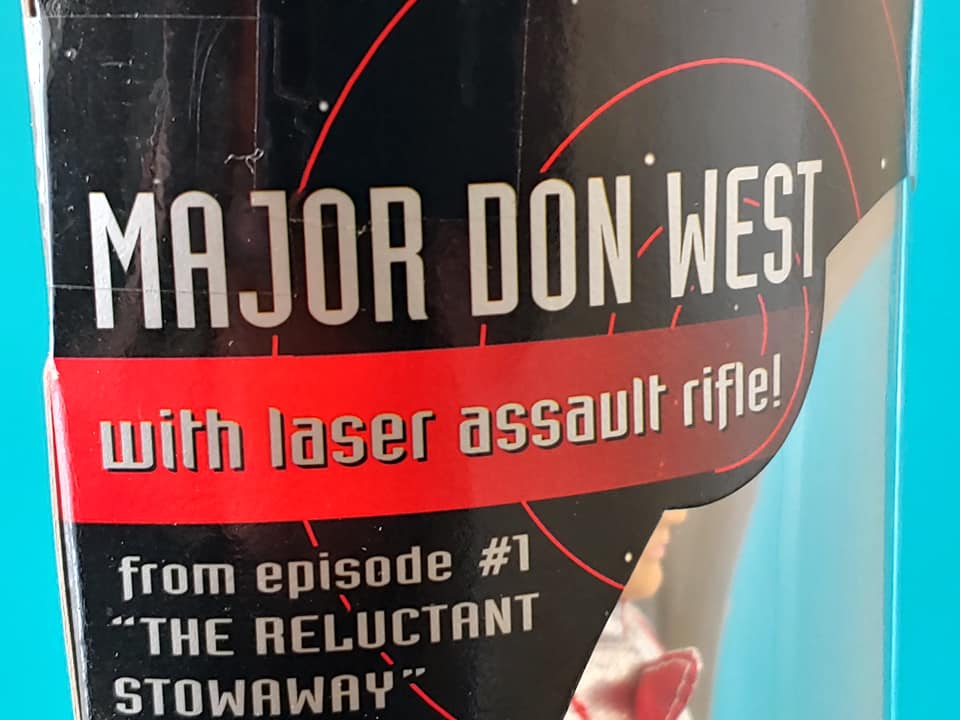 MAJOR DON WEST
with laser assault rifle!
from episode #1
“THE RELUCTANT
STOWAWAY”